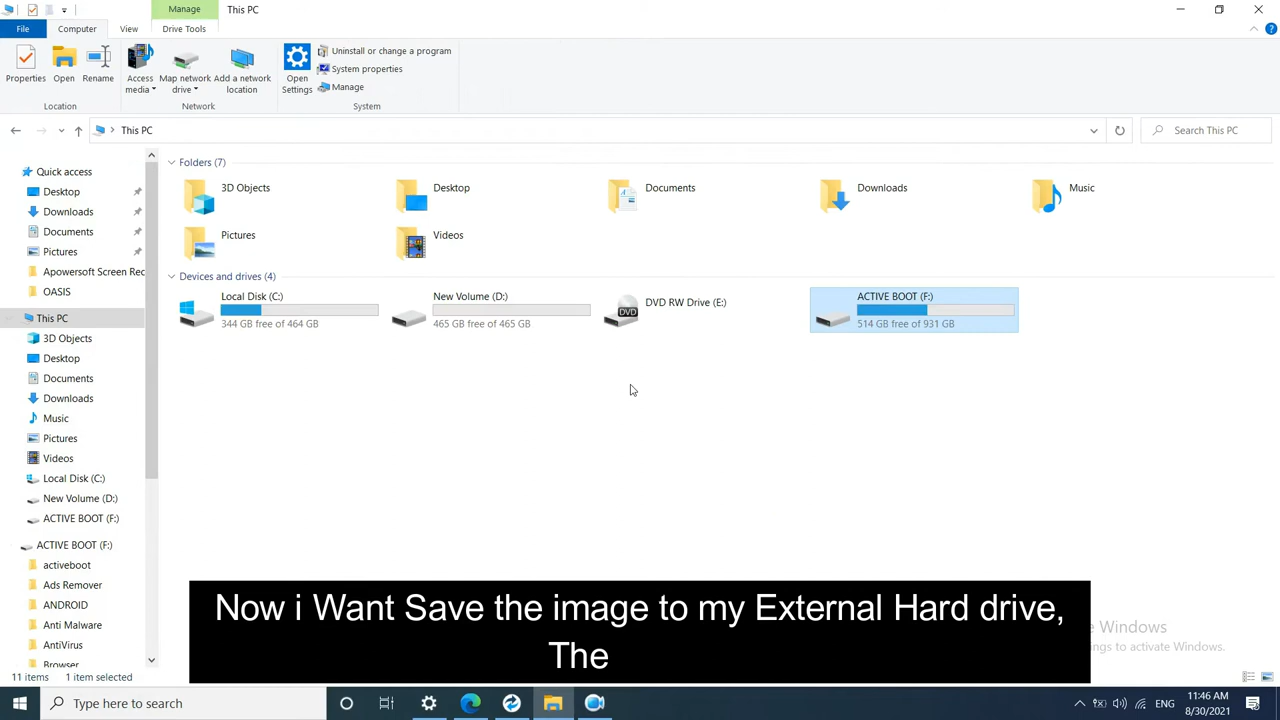 Manage
This PC
File
Computer
View
Drive Tools
Properties
Open
Rename
Access media
Map network drive
Add a network location
Open Settings
Uninstall or change a program
System properties
Manage
Location
Network
System
This PC
Search This PC
Quick access
Desktop
Downloads
Documents
Pictures
Apowersoft Screen Rec
OASIS
This PC
3D Objects
Desktop
Documents
Downloads
Music
Pictures
Videos
Local Disk (C:)
New Volume (D:)
ACTIVE BOOT (F:)
ACTIVE BOOT (F:)
activeboot
Ads Remover
ANDROID
Anti Malware
AntiVirus
Browser
Folders (7)
3D Objects
Desktop
Documents
Downloads
Music
Pictures
Videos
Devices and drives (4)
Local Disk (C:)
344 GB free of 464 GB
New Volume (D:)
465 GB free of 465 GB
DVD RW Drive (E:)
DVD
ACTIVE BOOT (F:)
514 GB free of 931 GB
Now i Want Save the image to my External Hard drive,
The
Windows
to activate Windows.
11 items
1 item selected
Type here to search
ENG
11:46 AM
8/30/2021